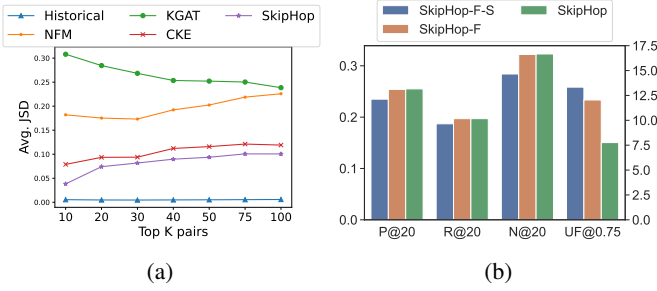 Historical
KGAT
SkipHop
NFM
CKE
Avg. JSD
0.30
0.25
0.20
0.15
0.10
0.05
0.00
10 20 30 40 50 75 100
Top K pairs
(a)
SkipHop-F-S
SkipHop
SkipHop-F
0.3
0.2
0.1
0.0
17.5
15.0
12.5
10.0
7.5
5.0
2.5
0.0
P@20 R@20 N@20 UF@0.75
(b)